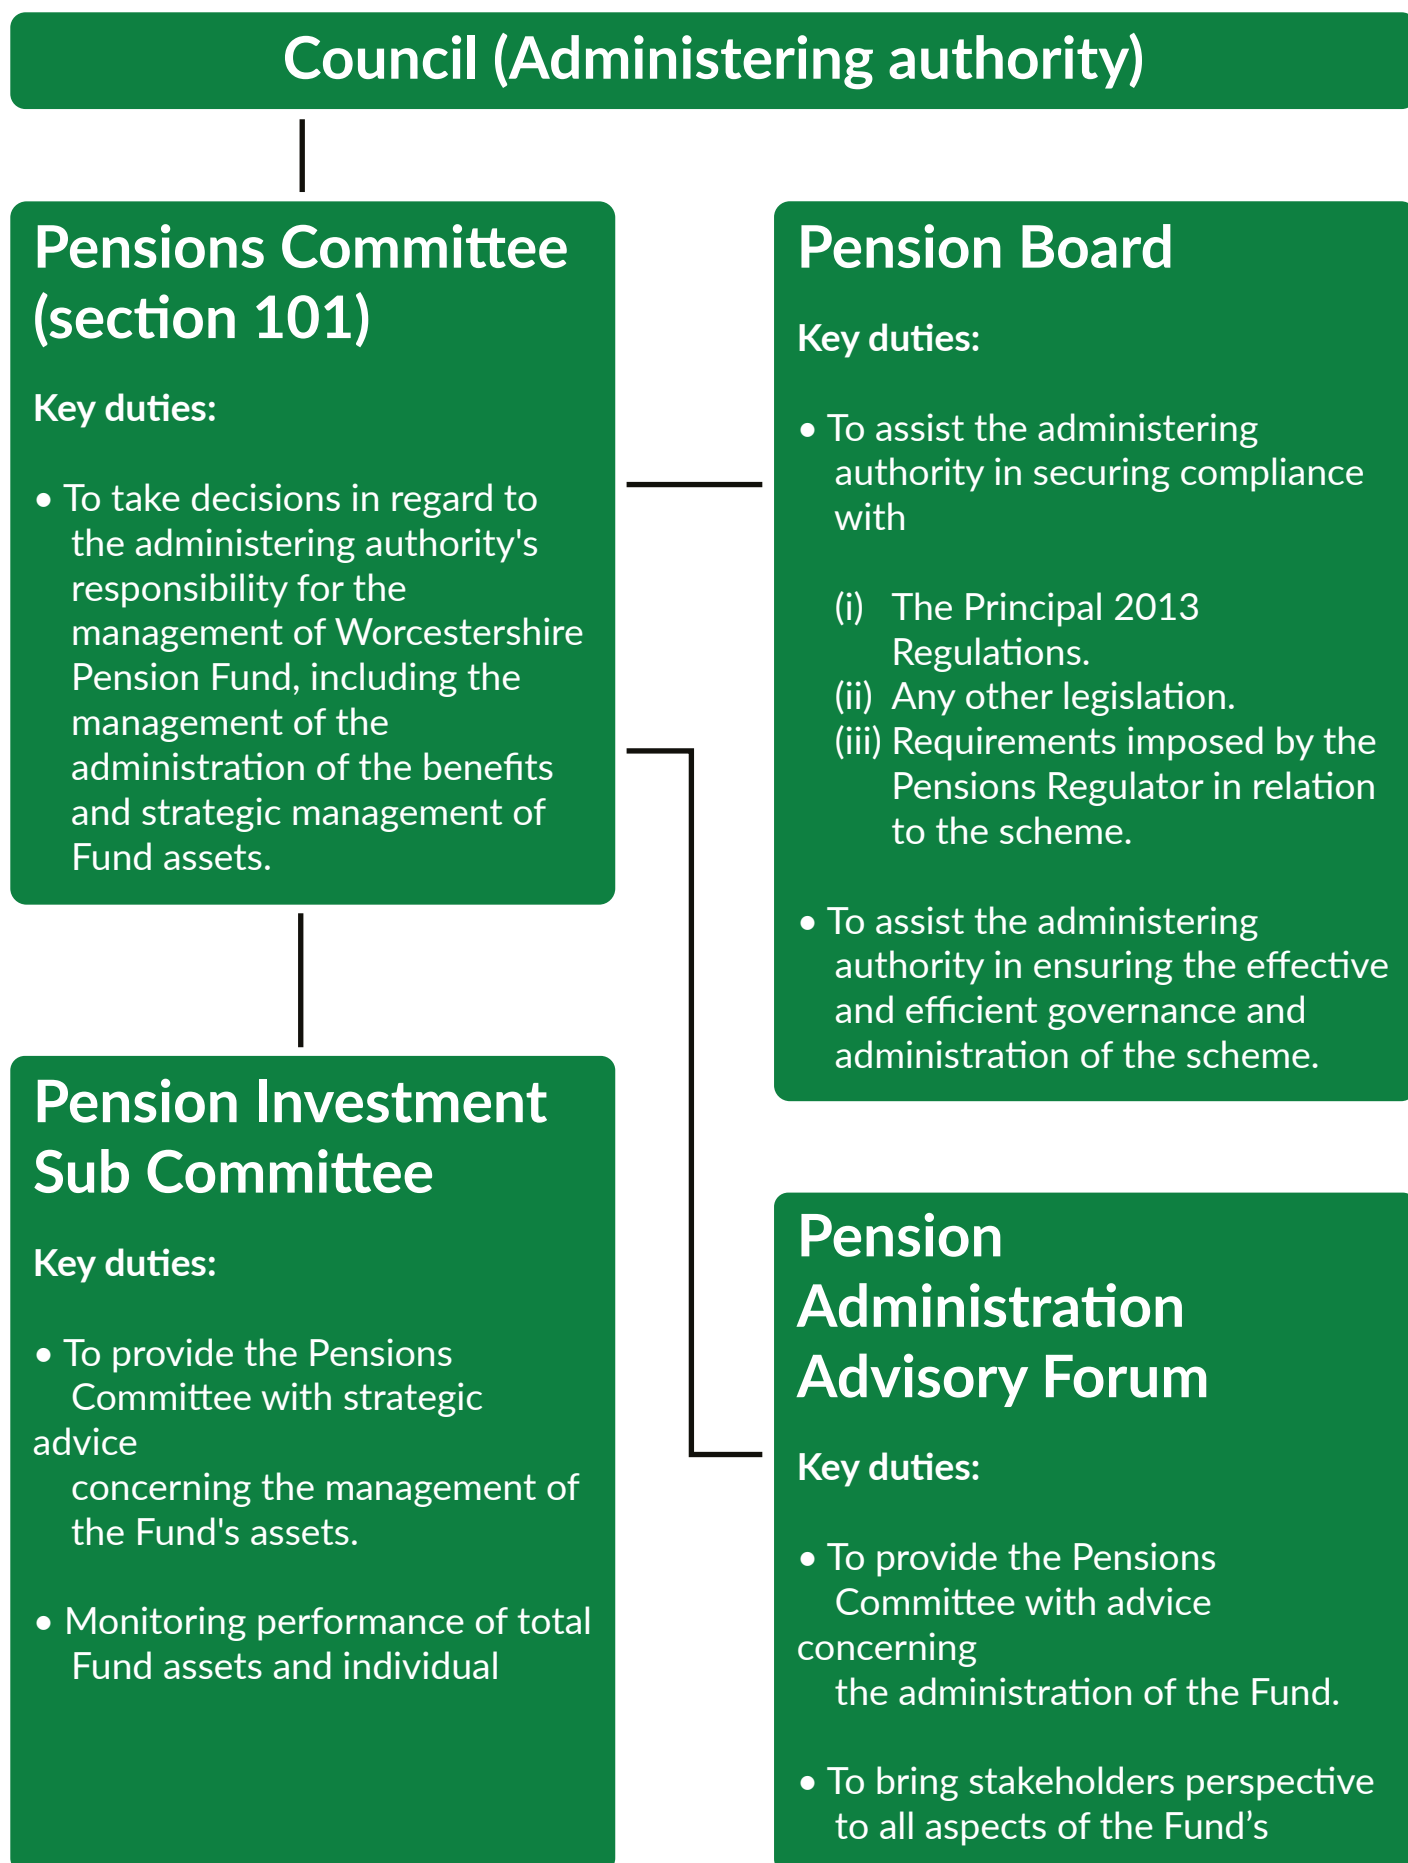 Council (Administering authority)
Pensions Committee
(section 101)
Key duties:
• To take decisions in regard to
the administering authority's
responsibility for the
management of Worcestershire
Pension Fund, including the
management of the
administration of the benefits
and strategic management of
Fund assets.
Pension Board
Key duties:
• To assist the administering
authority in securing compliance
with
(i) The Principal 2013
Regulations.
(ii) Any other legislation.
(iii) Requirements imposed by the
Pensions Regulator in relation
to the scheme.
• To assist the administering
authority in ensuring the effective
and efficient governance and
administration of the scheme.
Pension Investment
Sub Committee
Key duties:
• To provide the Pensions
Committee with strategic
advice
concerning the management of
the Fund's assets.
• Monitoring performance of total
Fund assets and individual
Pension
Administration
Advisory Forum
Key duties:
• To provide the Pensions
Committee with advice
concerning
the administration of the Fund.
• To bring stakeholders perspective
to all aspects of the Fund’s